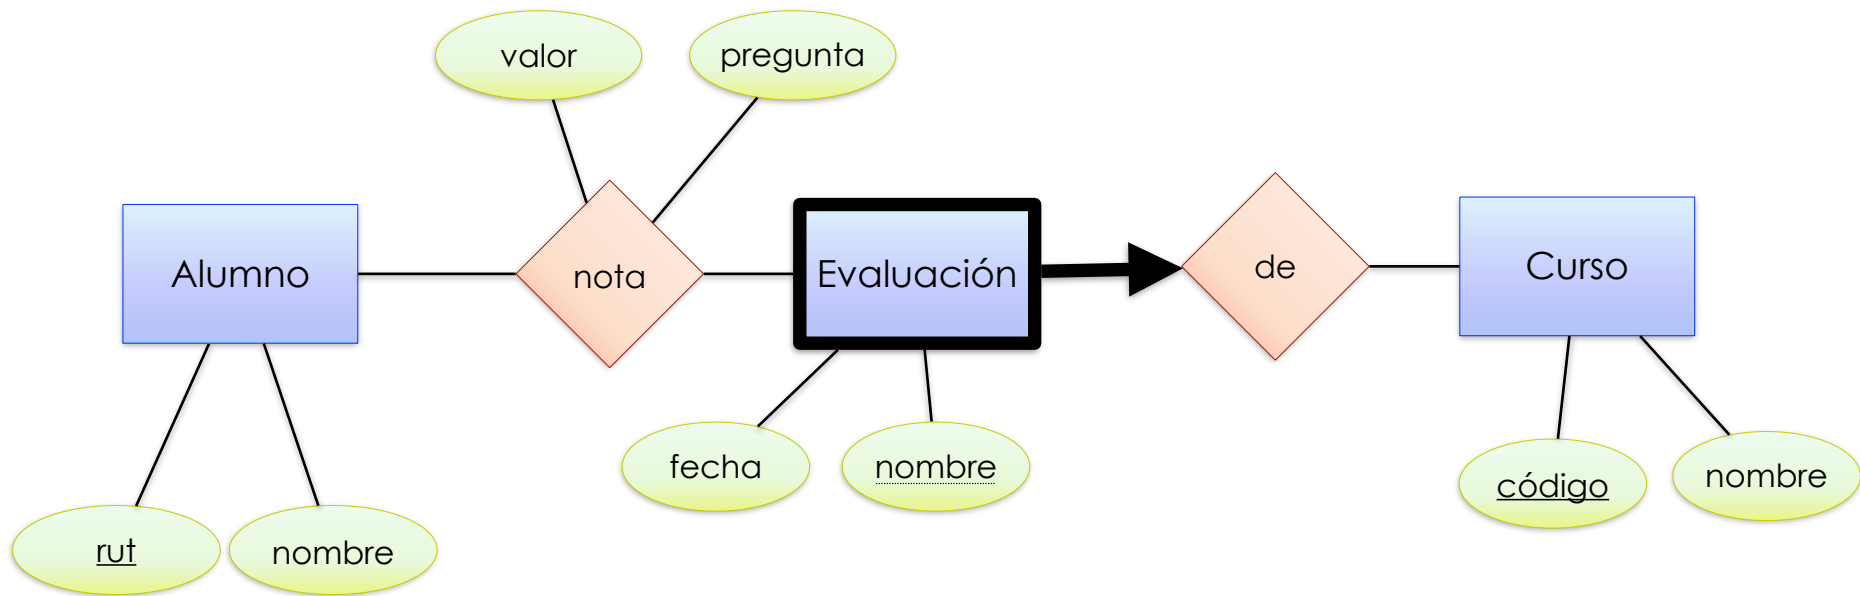 valor
pregunta
Alumno
nota
Evaluación
de
Curso
rut
nombre
fecha
nombre
código
nombre